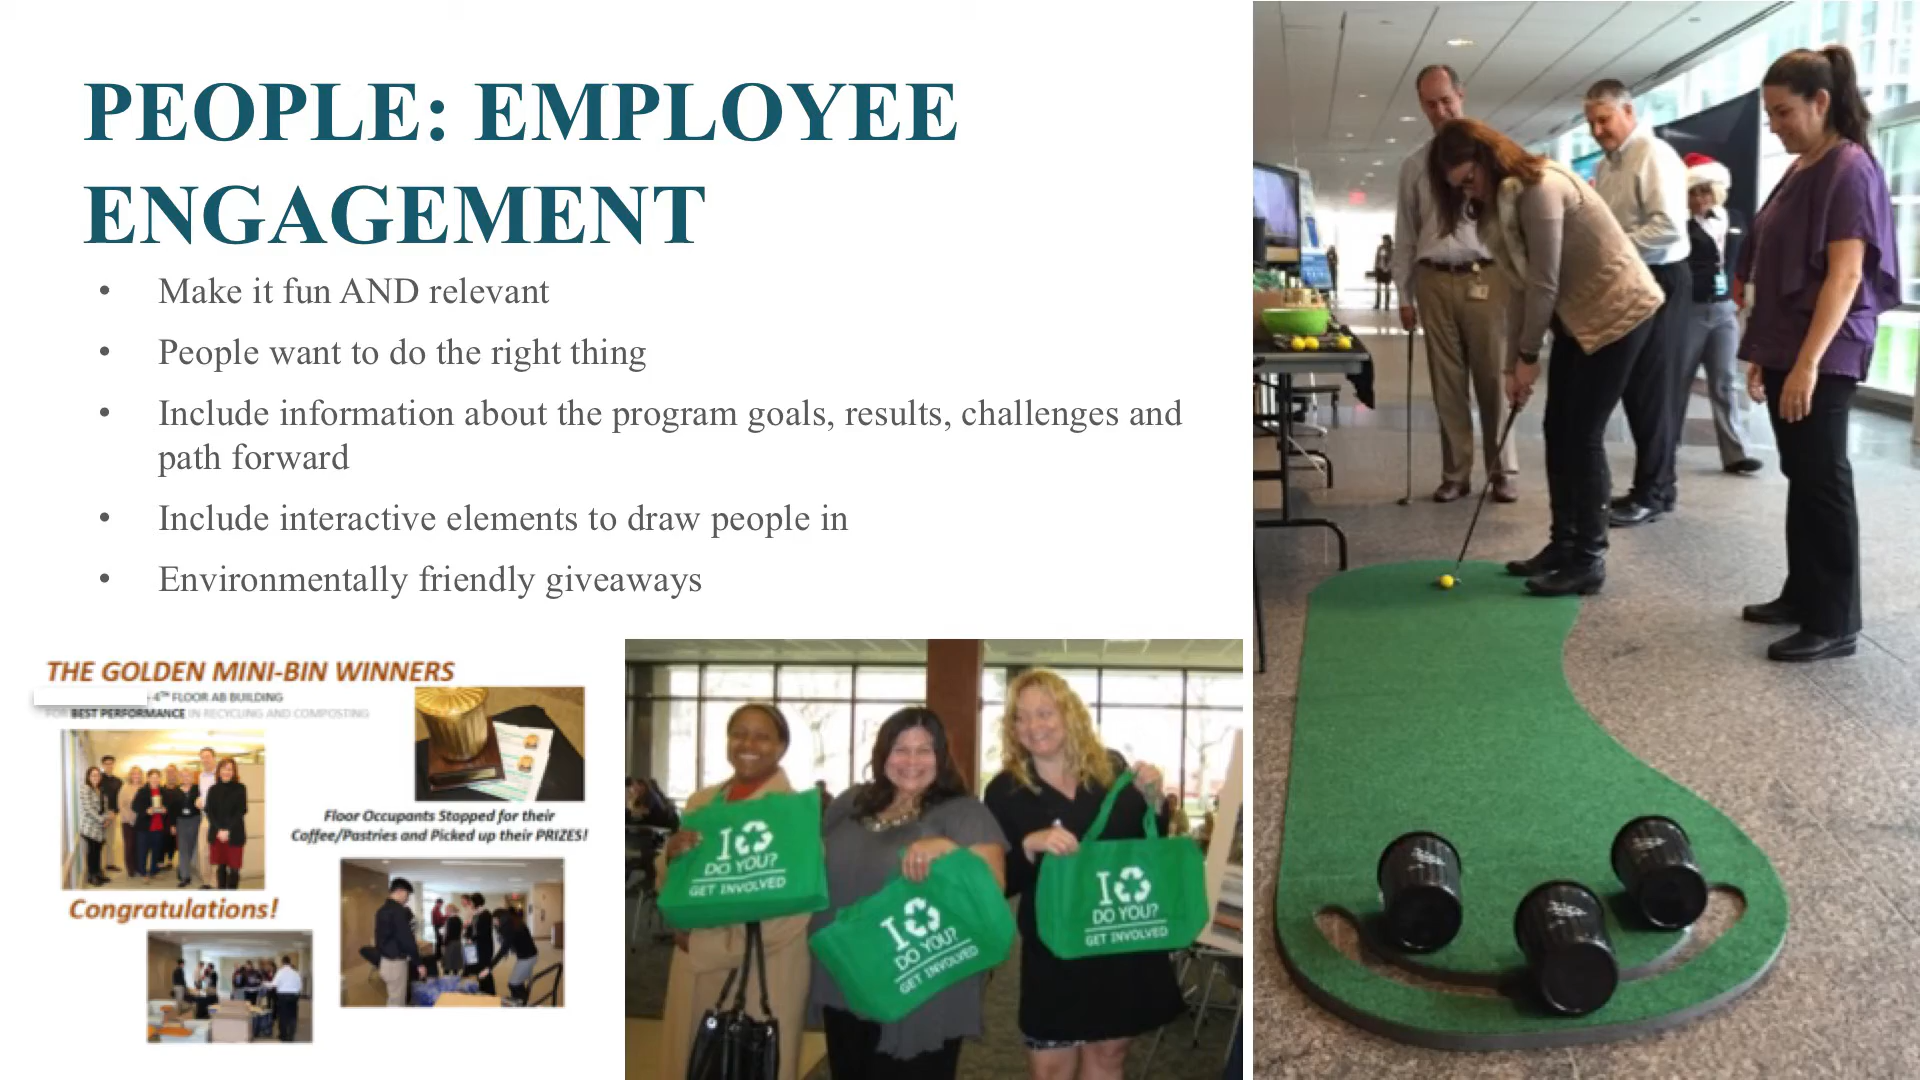 PEOPLE: EMPLOYEE
ENGAGEMENT
• Make it fun AND relevant
• People want to do the right thing
• Include information about the program goals, results, challenges and
path forward
• Include interactive elements to draw people in
• Environmentally friendly giveaways
THE GOLDEN MINI-BIN WINNERS
- 4TH FLOOR AB BUILDING
FOR BEST PERFORMANCE IN RECYCLING AND COMPOSTING
Floor Occupants Stopped for their
Coffee/Pastries and Picked up their PRIZES!
Congratulations!
I
DO YOU?
GET INVOLVED
I
DO YOU?
GET INVOLVED
I
DO YOU?
GET INVOLVED